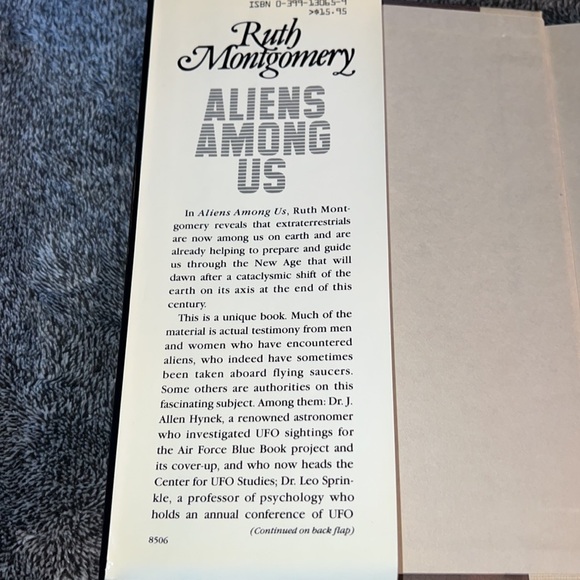 ISBN 0-399-13065-9
>$15.95
Ruth
Montgomery
ALIENS
AMONG
US
In Aliens Among Us, Ruth Mont-
gomery reveals that extraterrestrials
are now among us on earth and are
already helping to prepare and guide
us through the New Age that will
dawn after a cataclysmic shift of the
earth on its axis at the end of this
century.
This is a unique book. Much of the
material is actual testimony from men
and women who have encountered
aliens, who indeed have sometimes
been taken aboard flying saucers.
Some others are authorities on this
fascinating subject. Among them: Dr. J.
Allen Hynek, a renowned astronomer
who investigated UFO sightings for
the Air Force Blue Book project and
its cover-up, and who now heads the
Center for UFO Studies; Dr. Leo Sprin-
kle, a professor of psychology who
holds an annual conference of UFO
(Continued on back flap)
8506